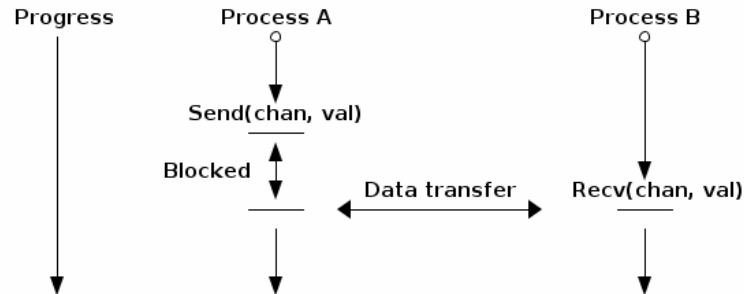 Progress
Process A
Process B
Send(chan, val)
Blocked
Data transfer
Recv(chan, val)